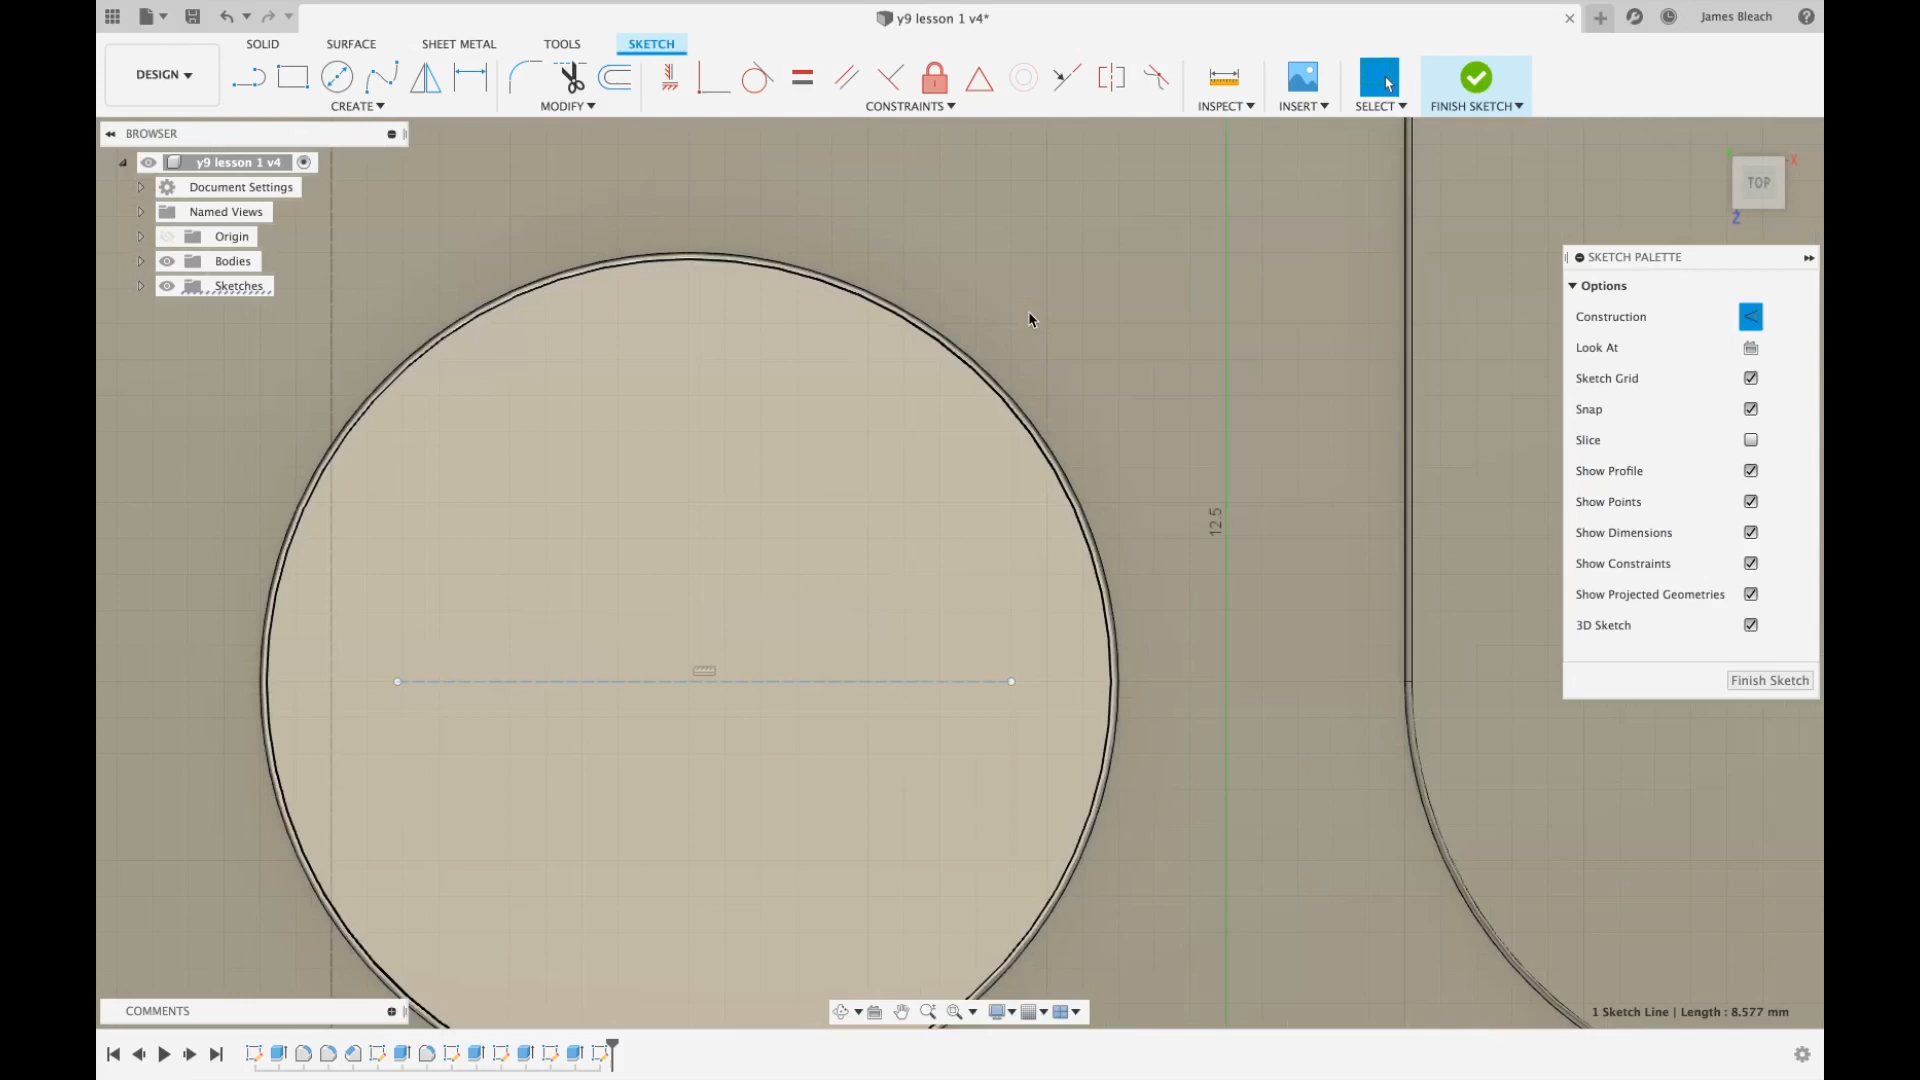 y9 lesson 1 v4*
James Bleach
SOLID
SURFACE
SHEET METAL
TOOLS
SKETCH
DESIGN
CREATE
MODIFY
CONSTRAINTS
INSPECT
INSERT
SELECT
FINISH SKETCH
BROWSER
y9 lesson 1 v4
Document Settings
Named Views
Origin
Bodies
Sketches
TOP
X
Z
SKETCH PALETTE
Options
Construction
Look At
Sketch Grid
Snap
Slice
Show Profile
Show Points
Show Dimensions
Show Constraints
Show Projected Geometries
3D Sketch
Finish Sketch
12.5
COMMENTS
1 Sketch Line | Length : 8.577 mm